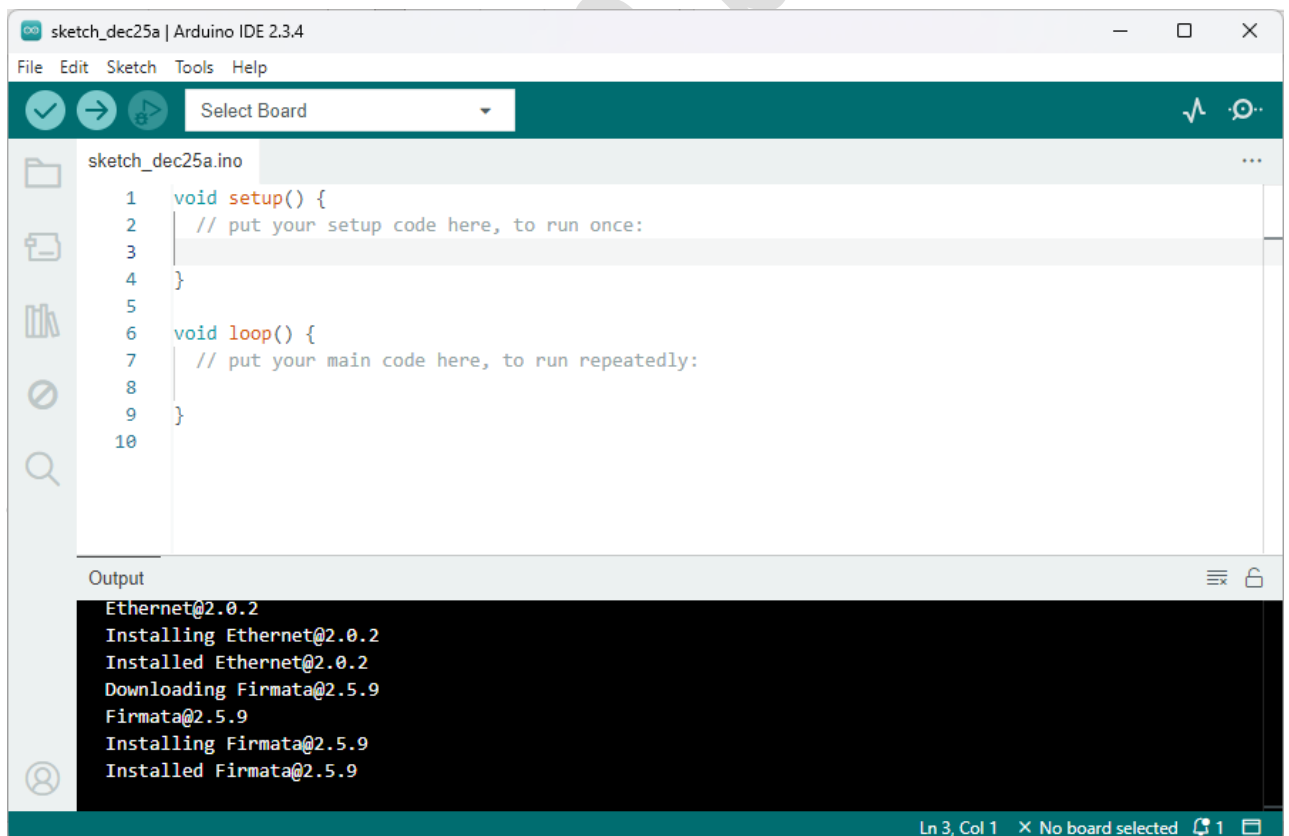 sketch_dec25a | Arduino IDE 2.3.4
File Edit Sketch Tools Help
Select Board
sketch_dec25a.ino
1 void setup() {
2 // put your setup code here, to run once:
3
4 }
5
6 void loop() {
7 // put your main code here, to run repeatedly:
8
9 }
10
Output
Ethernet@2.0.2
Installing Ethernet@2.0.2
Installed Ethernet@2.0.2
Downloading Firmata@2.5.9
Firmata@2.5.9
Installing Firmata@2.5.9
Installed Firmata@2.5.9
Ln 3, Col 1 × No board selected 1